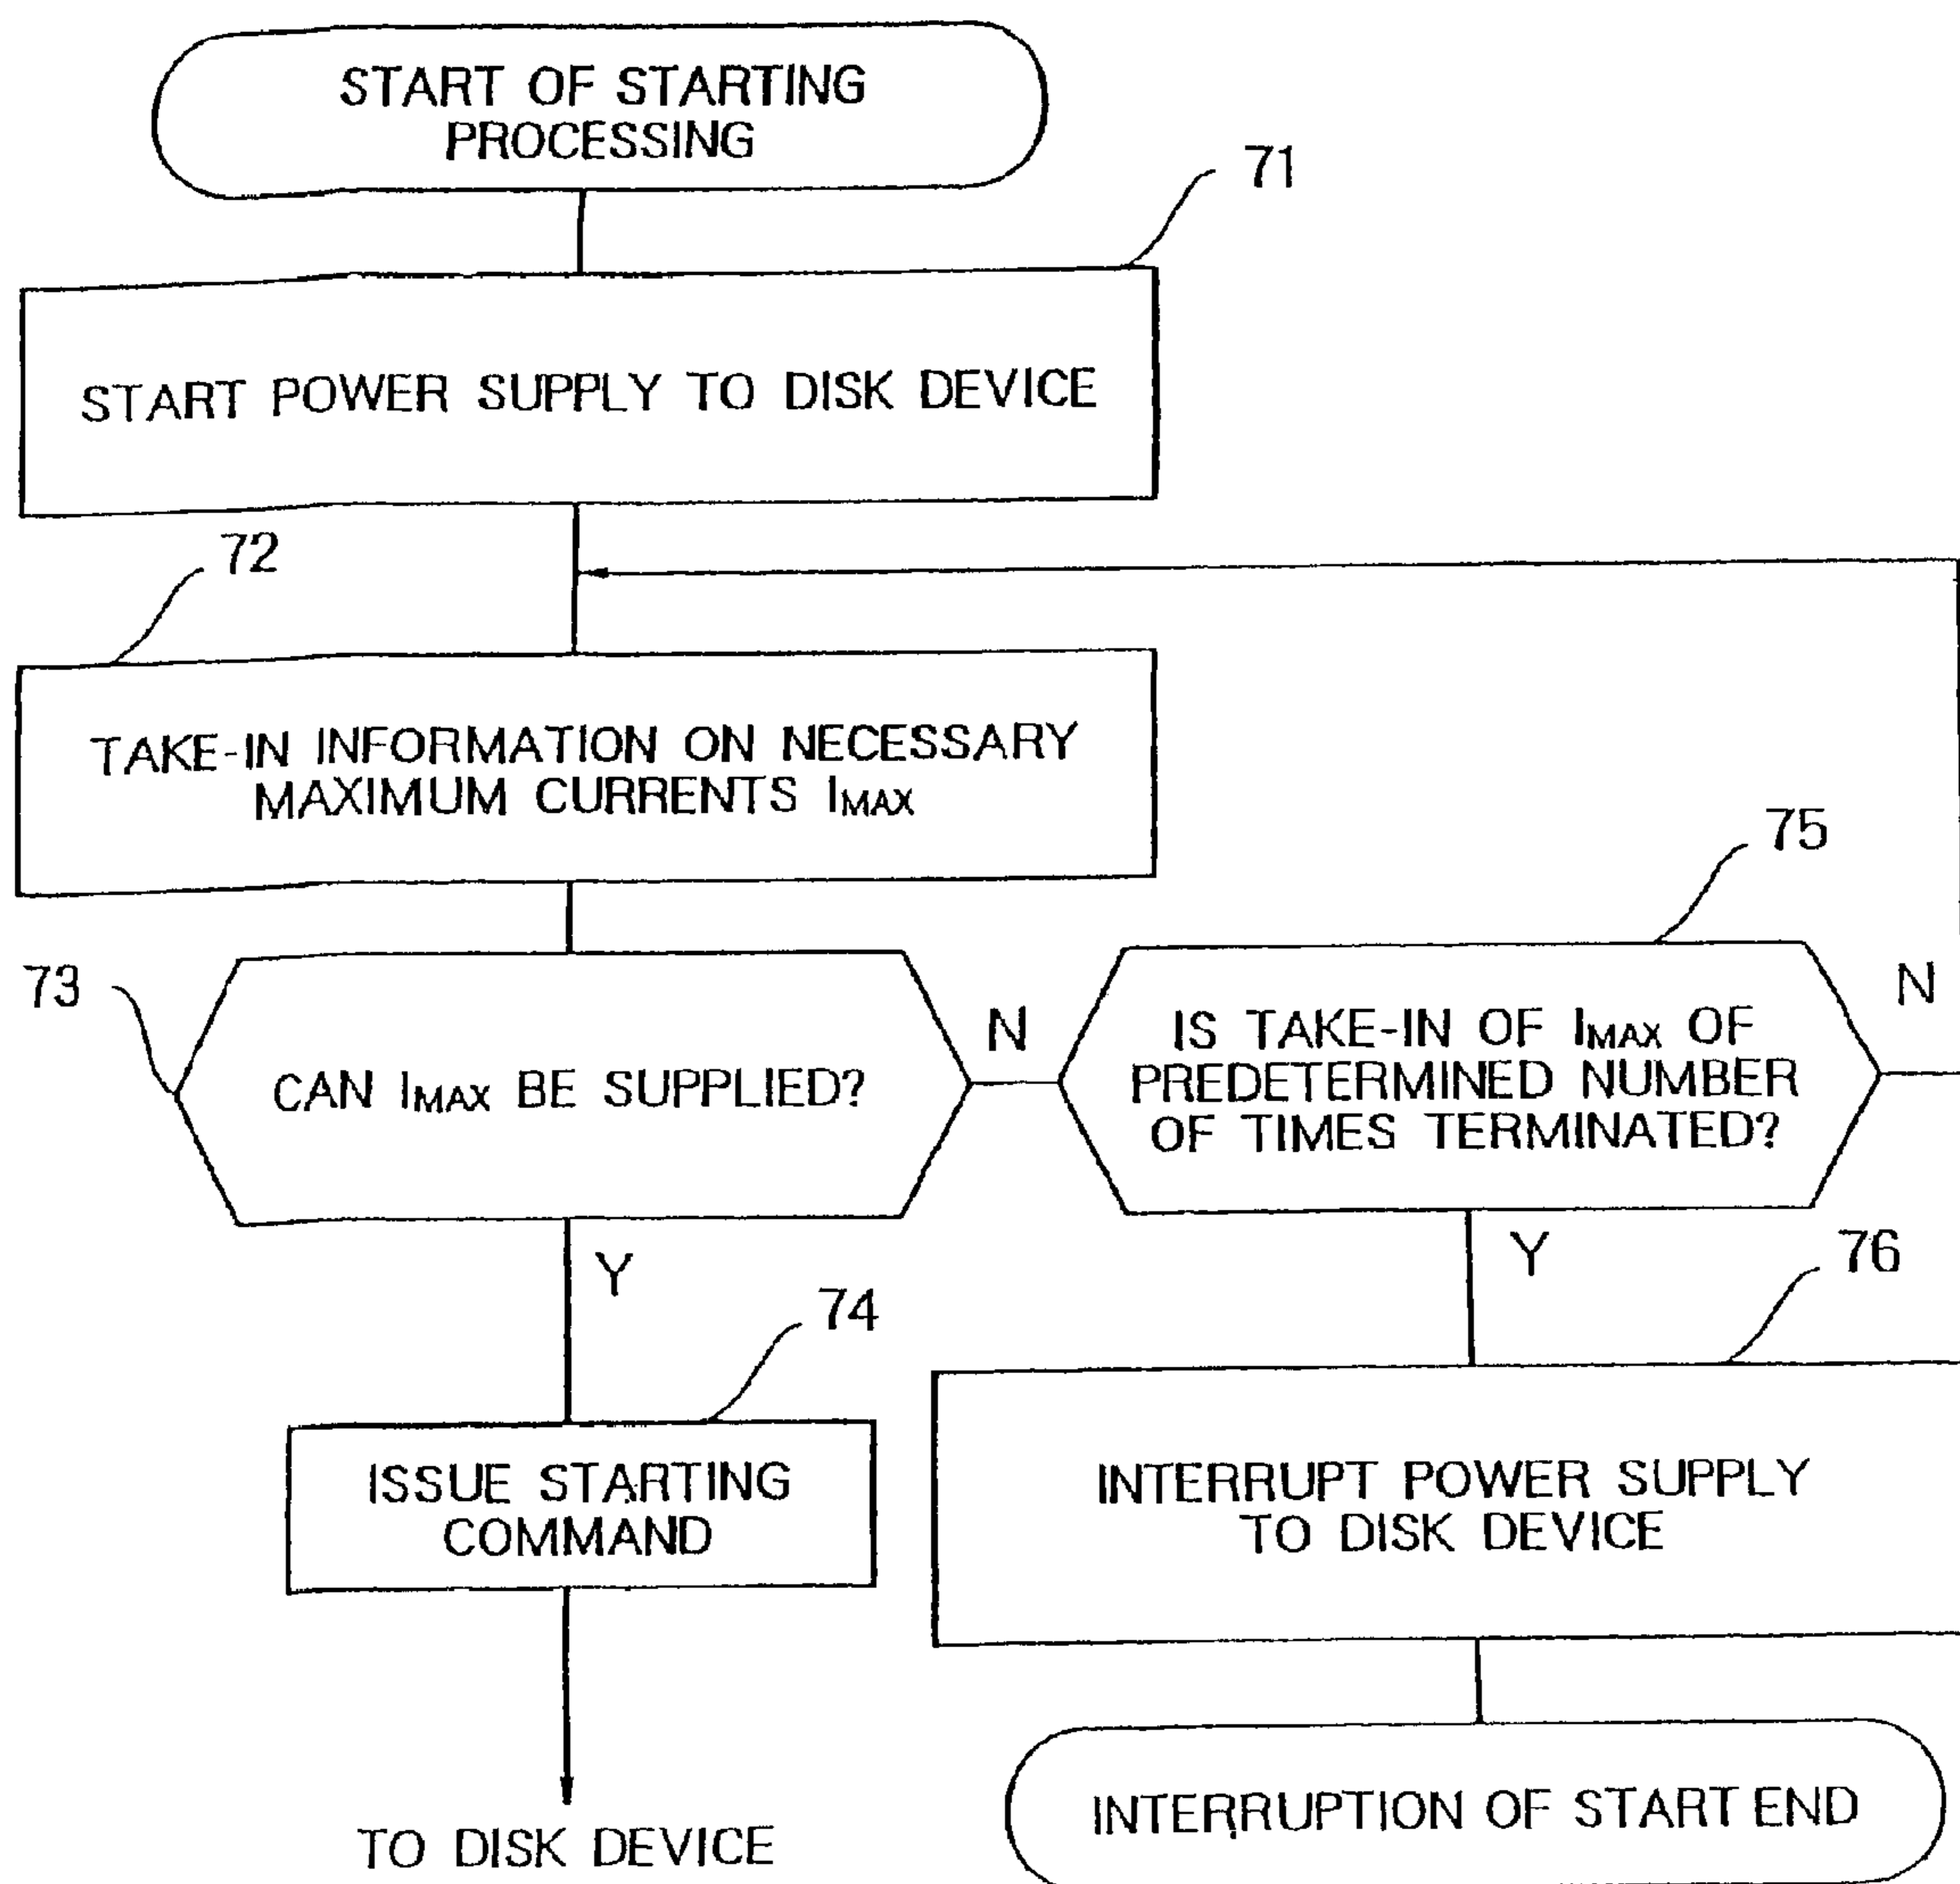 START OF STARTING
PROCESSING
71
START POWER SUPPLY TO DISK DEVICE
72
TAKE-IN INFORMATION ON NECESSARY
MAXIMUM CURRENTS IMAX
73
CAN IMAX BE SUPPLIED?
N
75
IS TAKE-IN OF IMAX OF
PREDETERMINED NUMBER
OF TIMES TERMINATED?
N
Y
74
ISSUE STARTING
COMMAND
TO DISK DEVICE
Y
76
INTERRUPT POWER SUPPLY
TO DISK DEVICE
INTERRUPTION OF START END